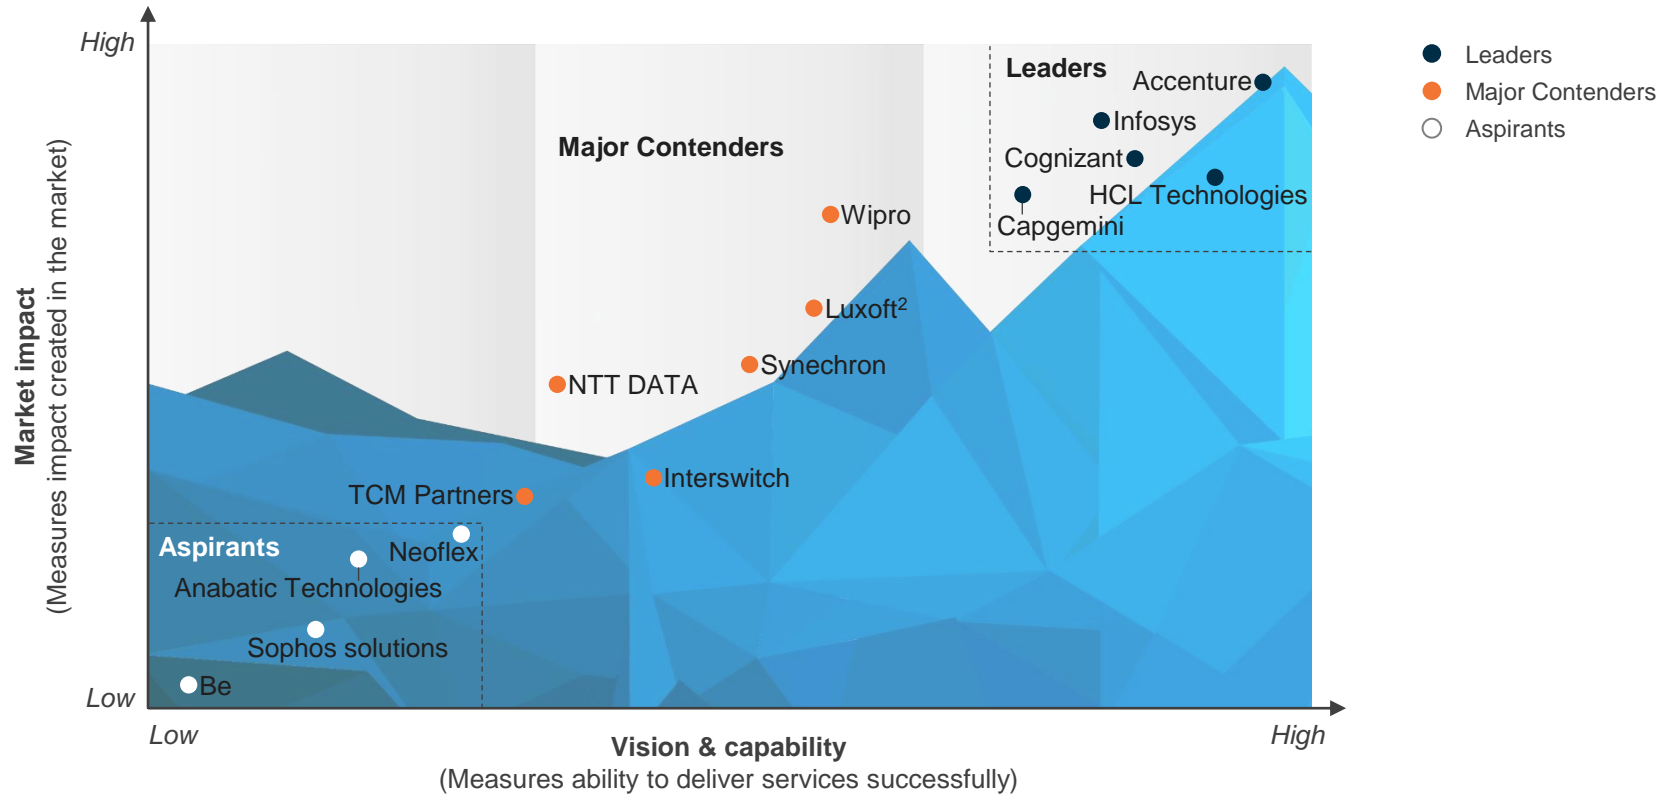 High
Leaders
Accenture
Infosys
Cognizant
HCL Technologies
Capgemini
Leaders
Major Contenders
Aspirants
Major Contenders
Wipro
Luxoft²
Synechron
NTT DATA
Interswitch
TCM Partners
Aspirants
Neoflex
Anabatic Technologies
Sophos solutions
Be
Market impact
(Measures impact created in the market)
Low
Low
High
Vision & capability
(Measures ability to deliver services successfully)